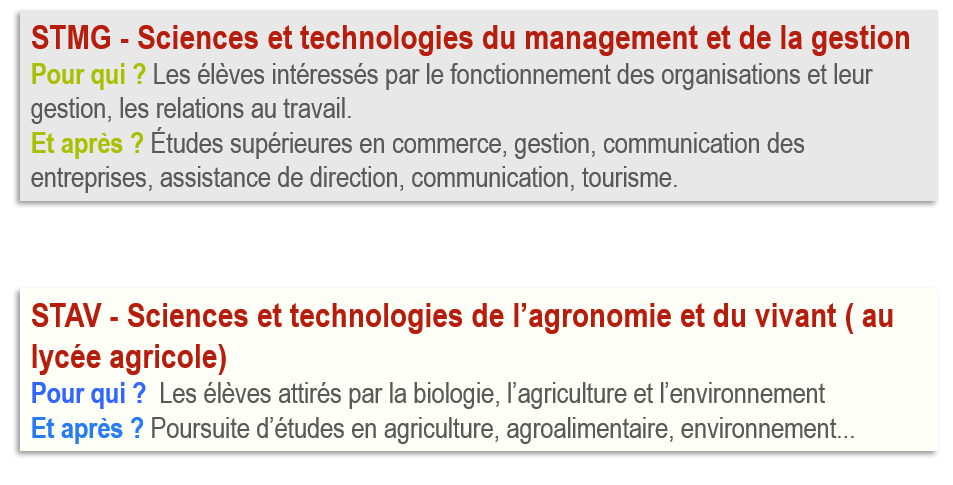 STMG - Sciences et technologies du management et de la gestion
Pour qui ? Les élèves intéressés par le fonctionnement des organisations et leur
gestion, les relations au travail.
Et après ? Études supérieures en commerce, gestion, communication des
entreprises, assistance de direction, communication, tourisme.
STAV - Sciences et technologies de l’agronomie et du vivant ( au
lycée agricole)
Pour qui ?  Les élèves attirés par la biologie, l’agriculture et l’environnement
Et après ? Poursuite d’études en agriculture, agroalimentaire, environnement...